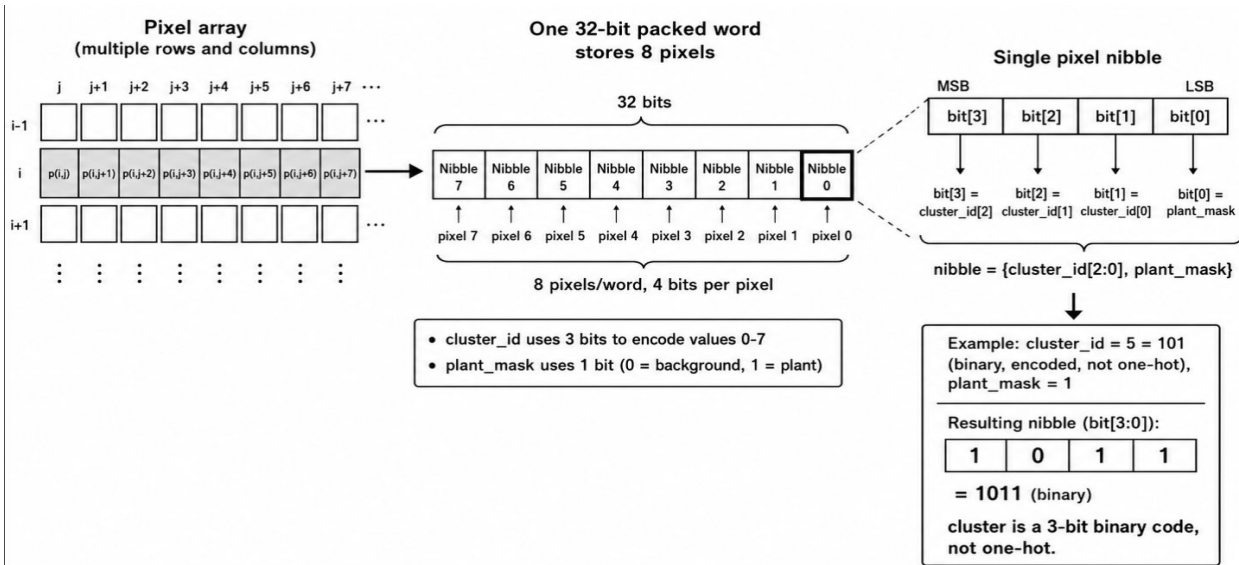 Pixel array
(multiple rows and columns)
j j+1 j+2 j+3 j+4 j+5 j+6 j+7 ...
i-1
...
i
p(i,j) p(i,j+1) p(i,j+2) p(i,j+3) p(i,j+4) p(i,j+5) p(i,j+6) p(i,j+7)
i+1
...
One 32-bit packed word
stores 8 pixels
32 bits
Nibble Nibble Nibble Nibble Nibble Nibble Nibble Nibble
7 6 5 4 3 2 1 0
pixel 7 pixel 6 pixel 5 pixel 4 pixel 3 pixel 2 pixel 1 pixel 0
8 pixels/word, 4 bits per pixel
• cluster_id uses 3 bits to encode values 0-7
• plant_mask uses 1 bit (0 = background, 1 = plant)
Single pixel nibble
MSB LSB
bit[3] bit[2] bit[1] bit[0]
bit[3] = bit[2] = bit[1] = bit[0] =
cluster_id[2] cluster_id[1] cluster_id[0] plant_mask
nibble = {cluster_id[2:0], plant_mask}
Example: cluster_id = 5 = 101
(binary, encoded, not one-hot),
plant_mask = 1
Resulting nibble (bit[3:0]):
1 0 1 1
= 1011 (binary)
cluster is a 3-bit binary code,
not one-hot.